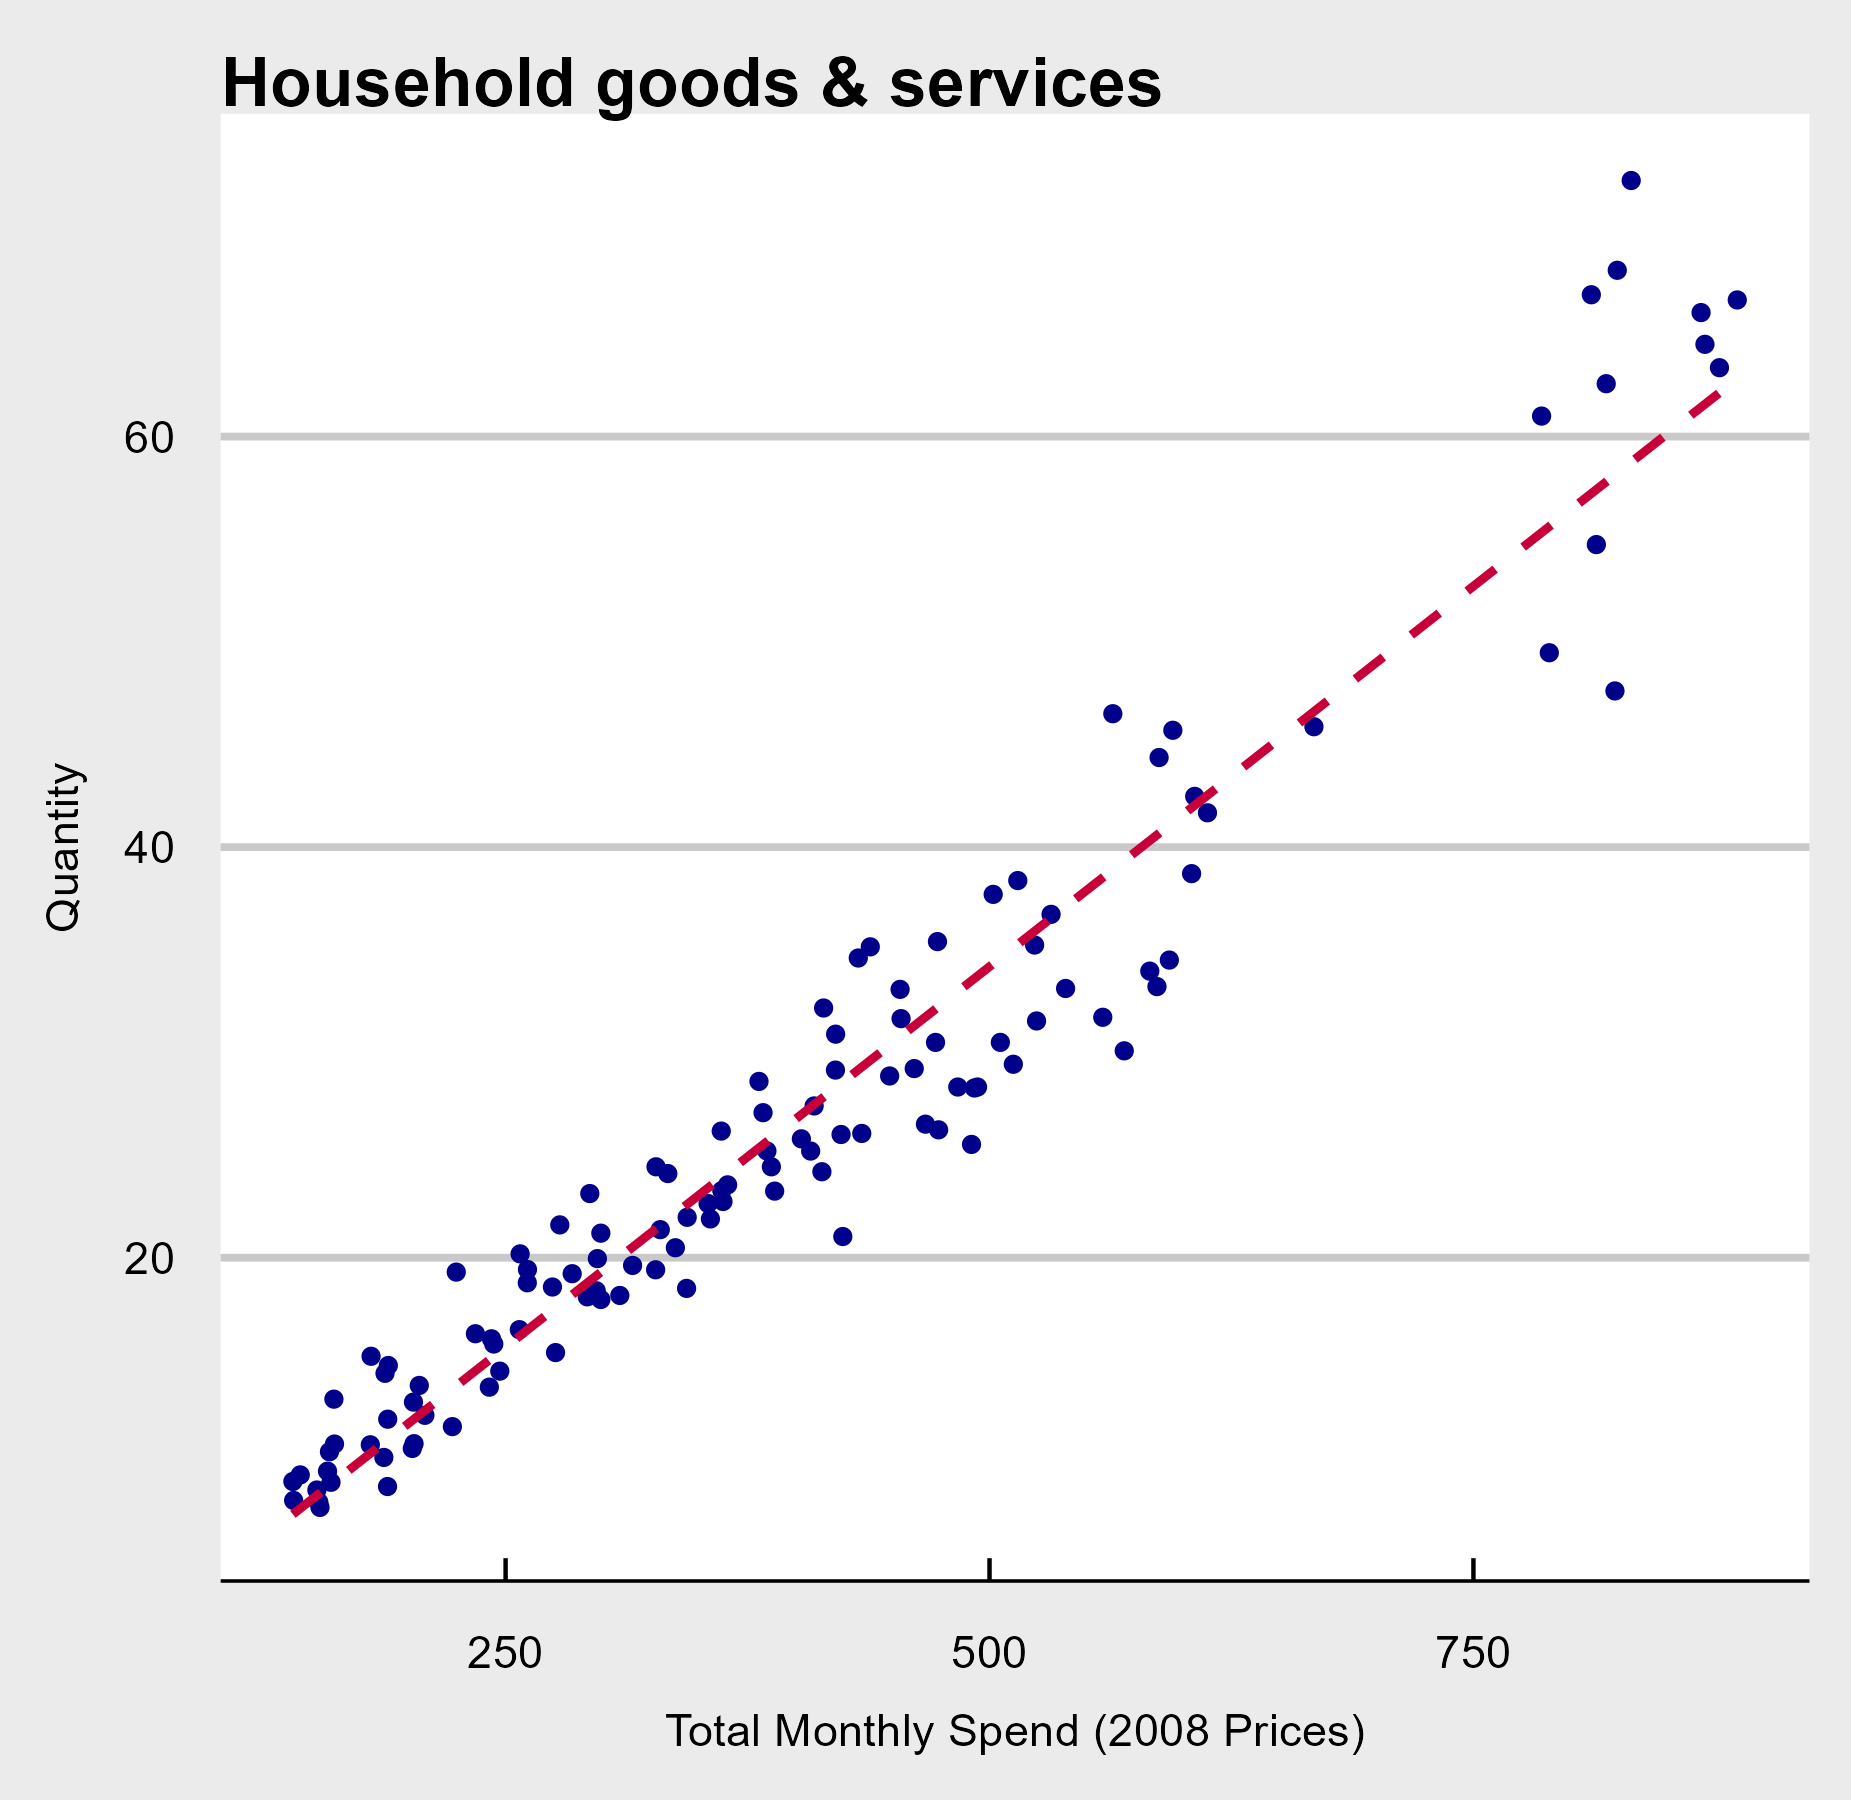 Household goods & services
60
40
20
Quantity
250 500 750
Total Monthly Spend (2008 Prices)